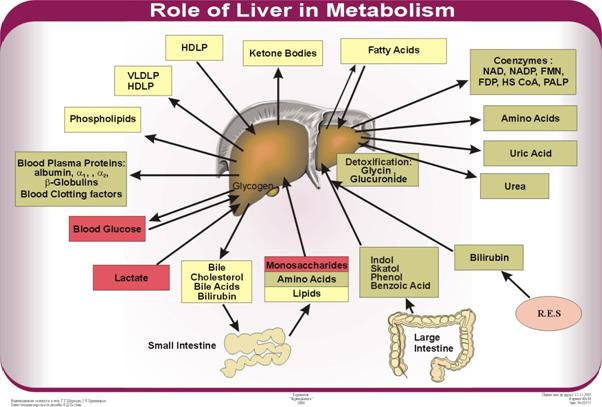 Role of Liver in Metabolism
HDLP
Ketone Bodies
Fatty Acids
VLDLP
HDLP
Coenzymes :
NAD, NADP, FMN,
FDP, HS CoA, PALP
Phospholipids
Amino Acids
Blood Plasma Proteins:
albumin, α₁, , α₂,
β-Globulins
Blood Clotting factors
Uric Acid
Detoxification:
Glycin
Glucuronide
Urea
Glycogen
Blood Glucose
Lactate
Bile
Cholesterol
Bile Acids
Bilirubin
Monosaccharides
Amino Acids
Lipids
Indol
Skatol
Phenol
Benzoic Acid
Bilirubin
R.E.S
Small Intestine
Large
Intestine